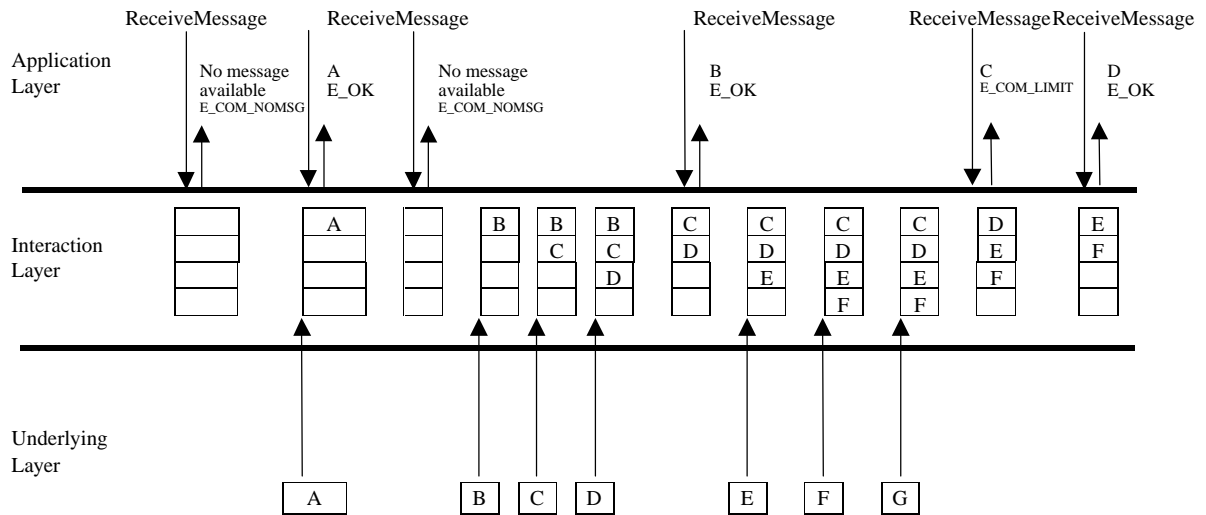 ReceiveMessage ReceiveMessage ReceiveMessage ReceiveMessage ReceiveMessage ReceiveMessage
Application
Layer
No message
available
E_COM_NOMSG
A
E_OK
No message
available
E_COM_NOMSG
B
E_OK
C
E_COM_LIMIT
D
E_OK
Interaction
Layer
A B B B C C C C D E
C C D D D D E F
D E E E F
F F
Underlying
Layer
A B C D E F G